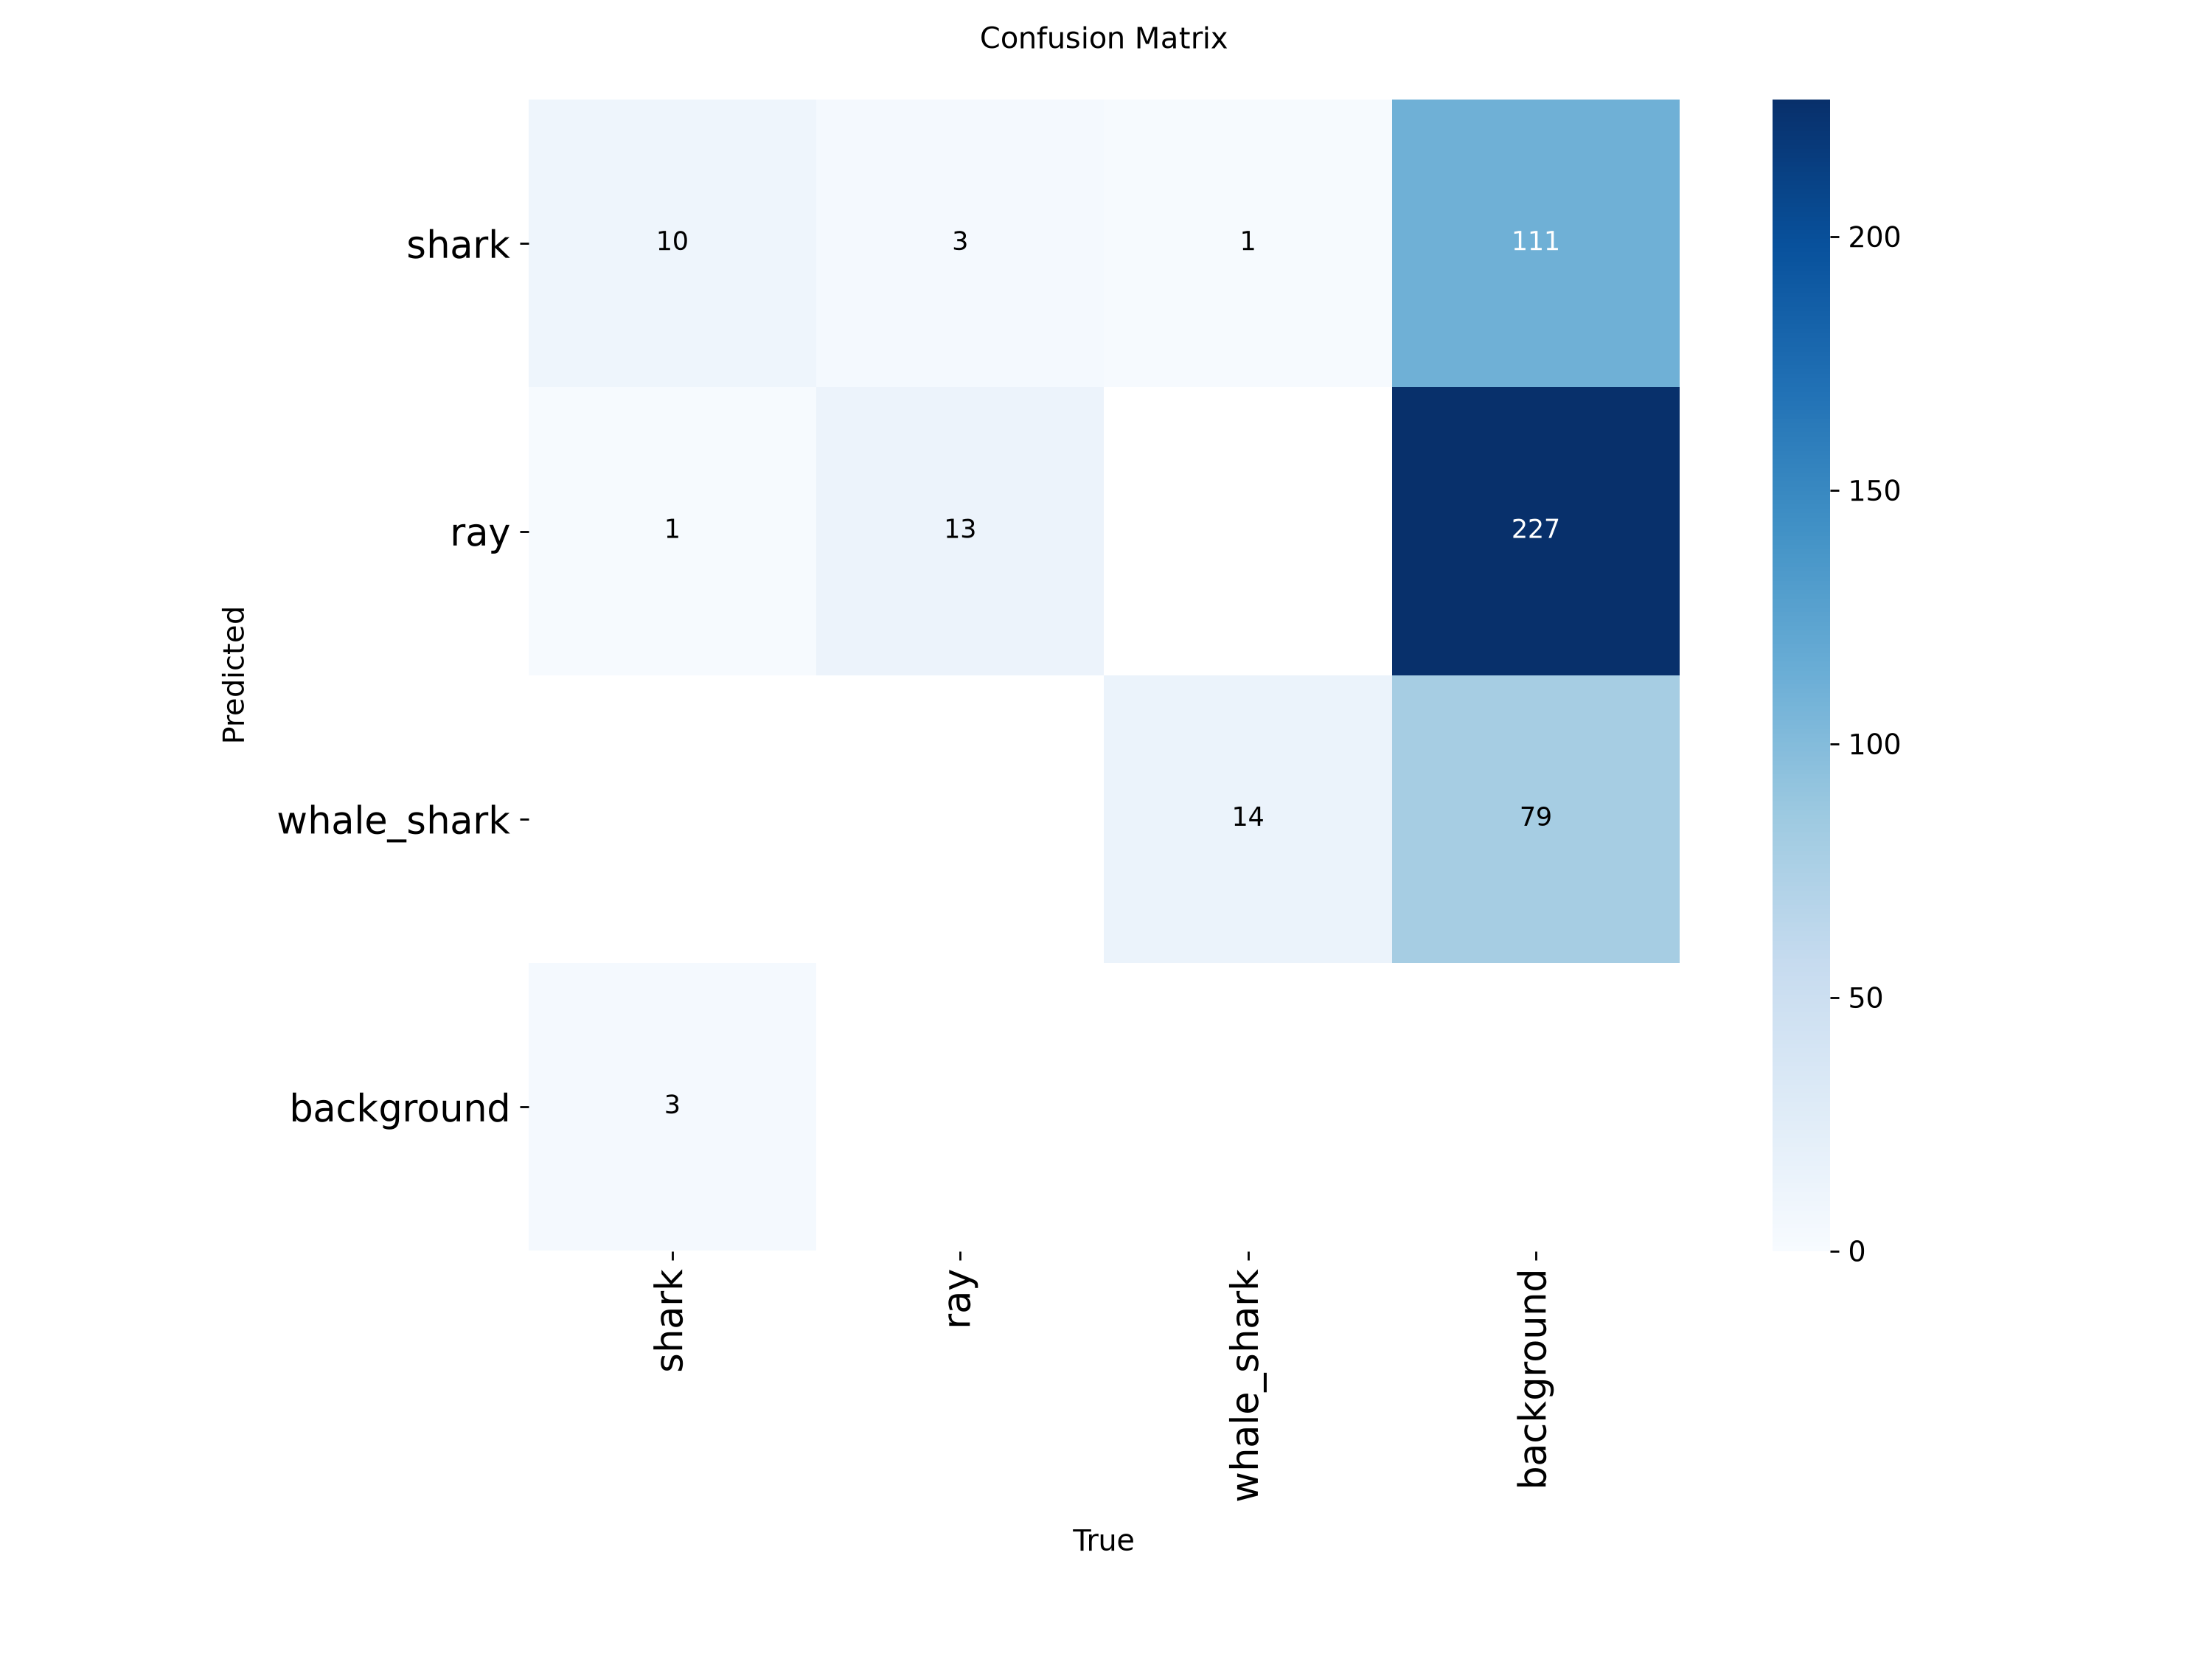 Confusion Matrix
shark
10
3
1
111
ray
1
13
227
whale_shark
14
79
background
3
Predicted
shark
ray
whale_shark
background
True
200
150
100
50
0